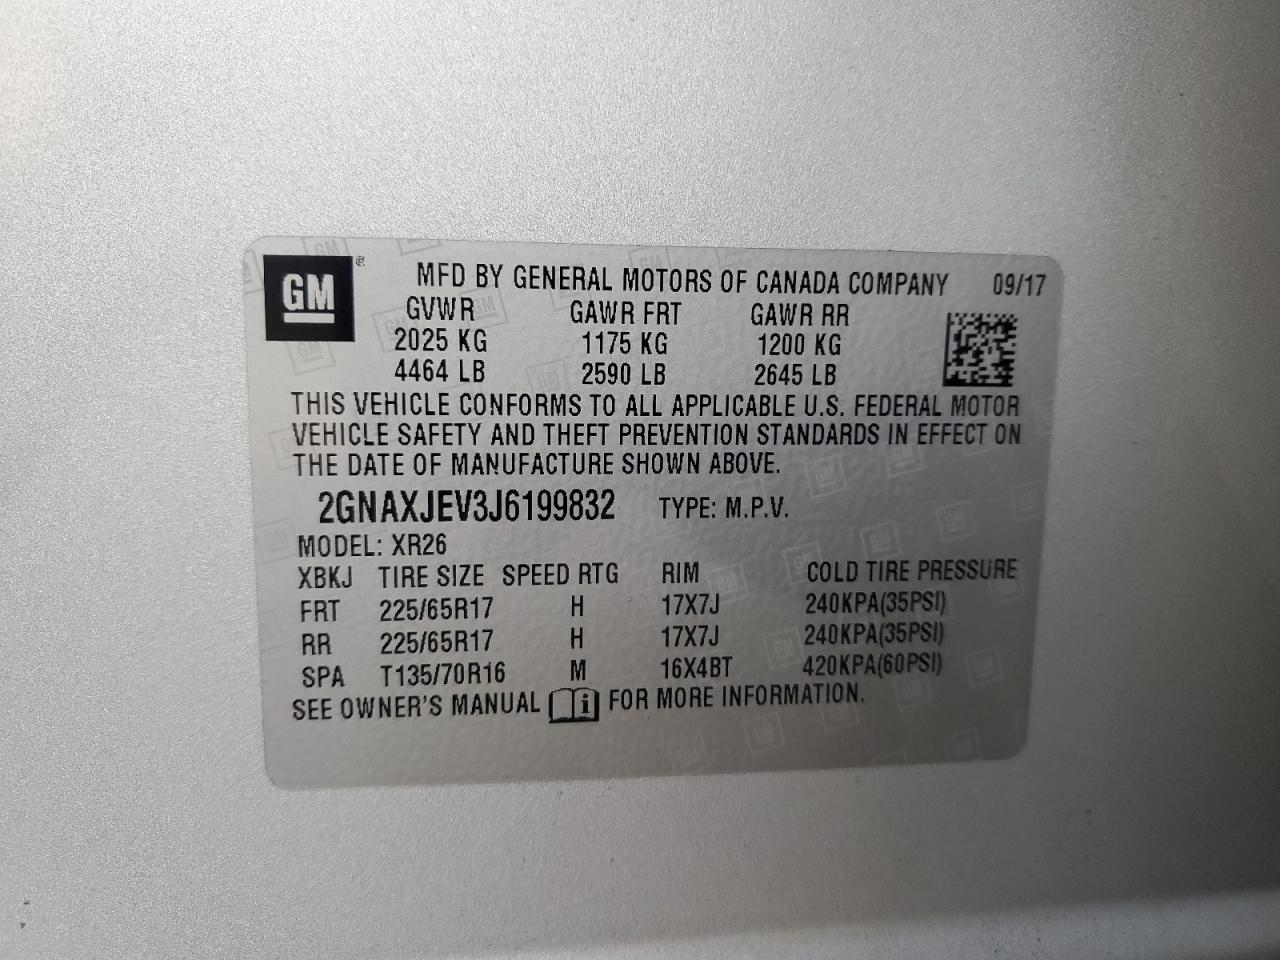 GM ® MFD BY GENERAL MOTORS OF CANADA COMPANY 09/17
GVWR GAWR FRT GAWR RR
2025 KG 1175 KG 1200 KG
4464 LB 2590 LB 2645 LB
THIS VEHICLE CONFORMS TO ALL APPLICABLE U.S. FEDERAL MOTOR
VEHICLE SAFETY AND THEFT PREVENTION STANDARDS IN EFFECT ON
THE DATE OF MANUFACTURE SHOWN ABOVE.
2GNAXJEV3J6199832 TYPE: M.P.V.
MODEL: XR26
XBKJ TIRE SIZE SPEED RTG RIM COLD TIRE PRESSURE
FRT 225/65R17 H 17X7J 240KPA(35PSI)
RR 225/65R17 H 17X7J 240KPA(35PSI)
SPA T135/70R16 M 16X4BT 420KPA(60PSI)
SEE OWNER'S MANUAL i FOR MORE INFORMATION.